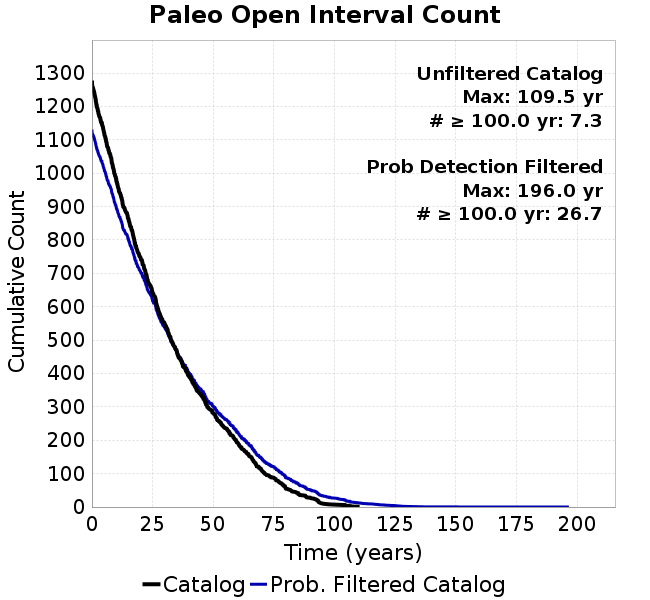 Paleo Open Interval Count
Unfiltered Catalog
Max: 109.5 yr
# ≥ 100.0 yr: 7.3
Prob Detection Filtered
Max: 196.0 yr
# ≥ 100.0 yr: 26.7
Cumulative Count
1300
1200
1100
1000
900
800
700
600
500
400
300
200
100
0
0 25 50 75 100 125 150 175 200
Time (years)
Catalog Prob. Filtered Catalog